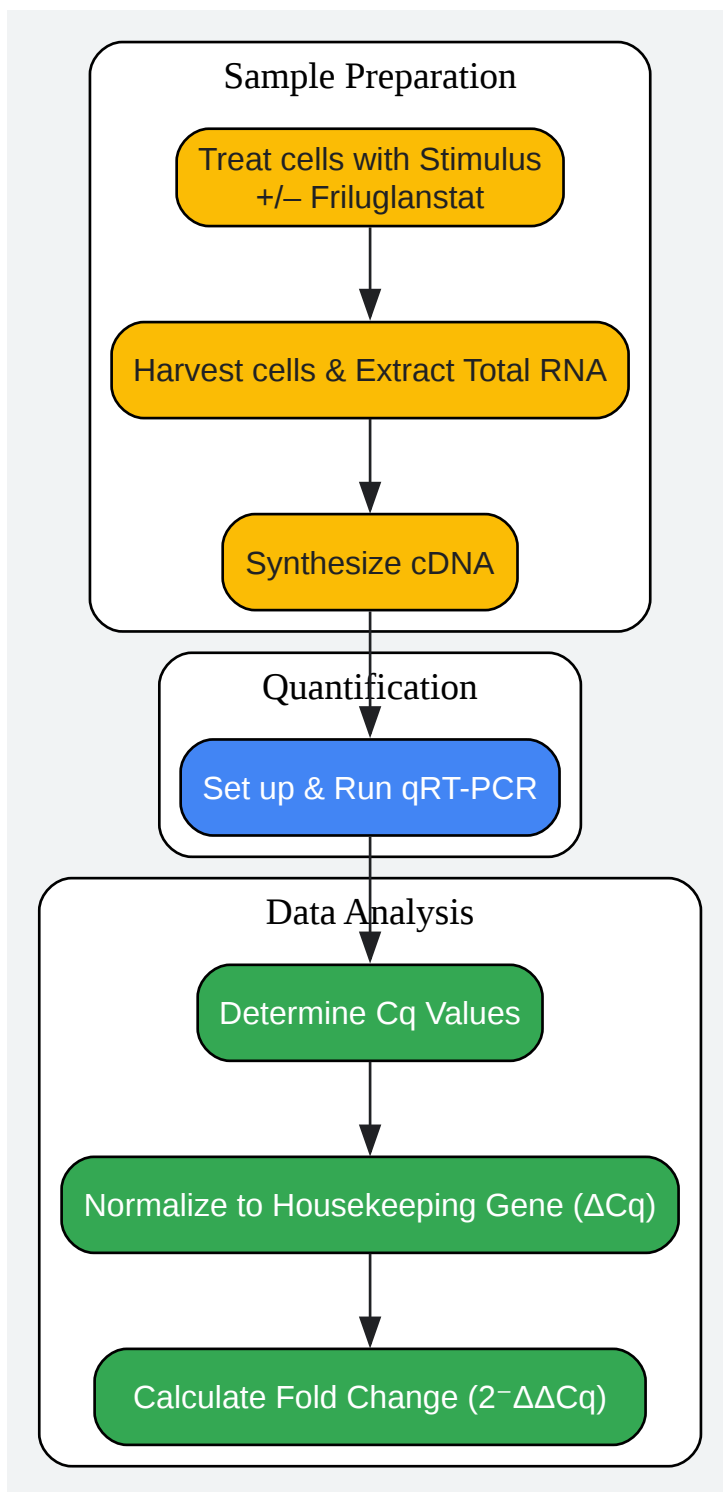 Sample Preparation
Treat cells with Stimulus
+/– Friluglanstat
Harvest cells & Extract Total RNA
Synthesize cDNA
Quantification
Set up & Run qRT-PCR
Data Analysis
Determine Cq Values
Normalize to Housekeeping Gene (ΔCq)
Calculate Fold Change (2⁻ΔΔCq)